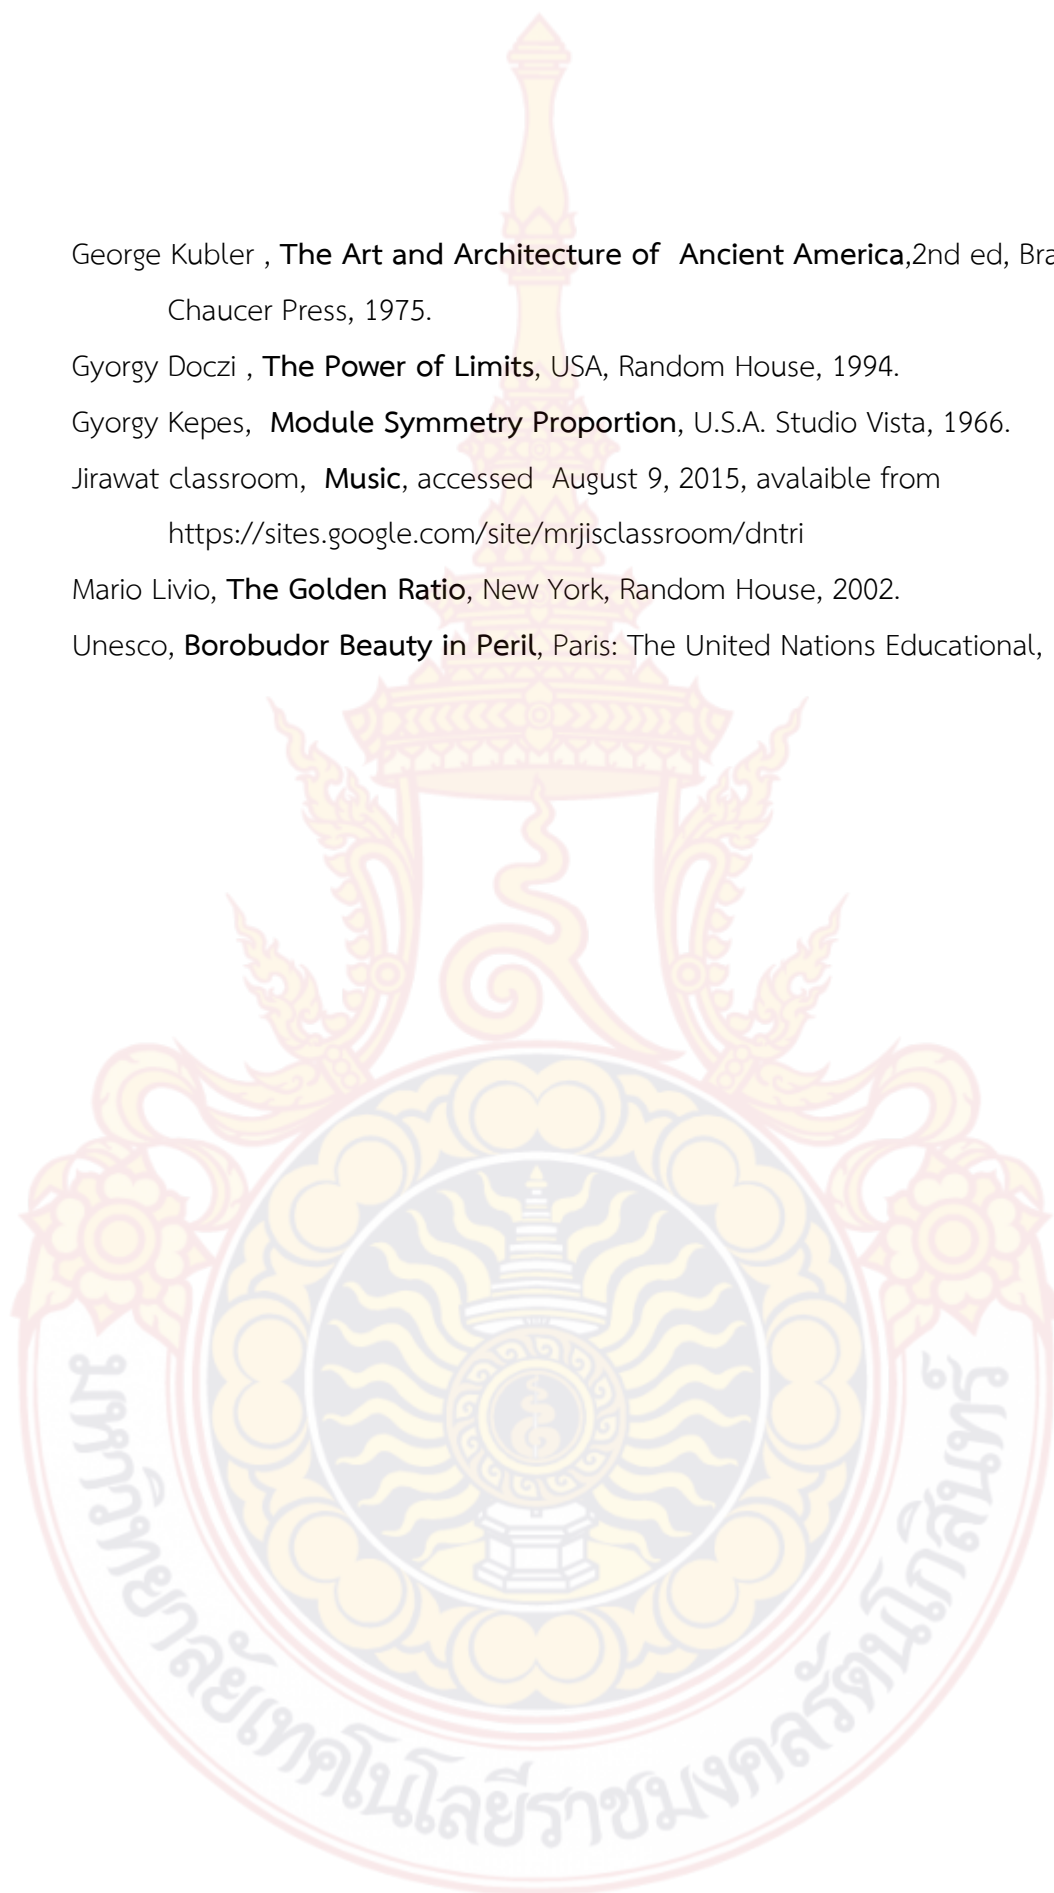 George Kubler , The Art and Architecture of Ancient America,2nd ed,
Chaucer Press, 1975.
Gyorgy Doczi , The Power of Limits, USA, Random House, 1994.
Gyorgy Kepes, Module Symmetry Proportion, U.S.A. Studio Vista, 1966.
Jirawat classroom, Music, accessed August 9, 2015, avalaible from
https://sites.google.com/site/mrjisclassroom/dntri
Mario Livio, The Golden Ratio, New York, Random House, 2002.
Unesco, Borobudor Beauty in Peril, Paris: The United Nations Educational,
มหาวิทยาลัยเทคโนโลยีราชมงคลรัตนโกสินทร์